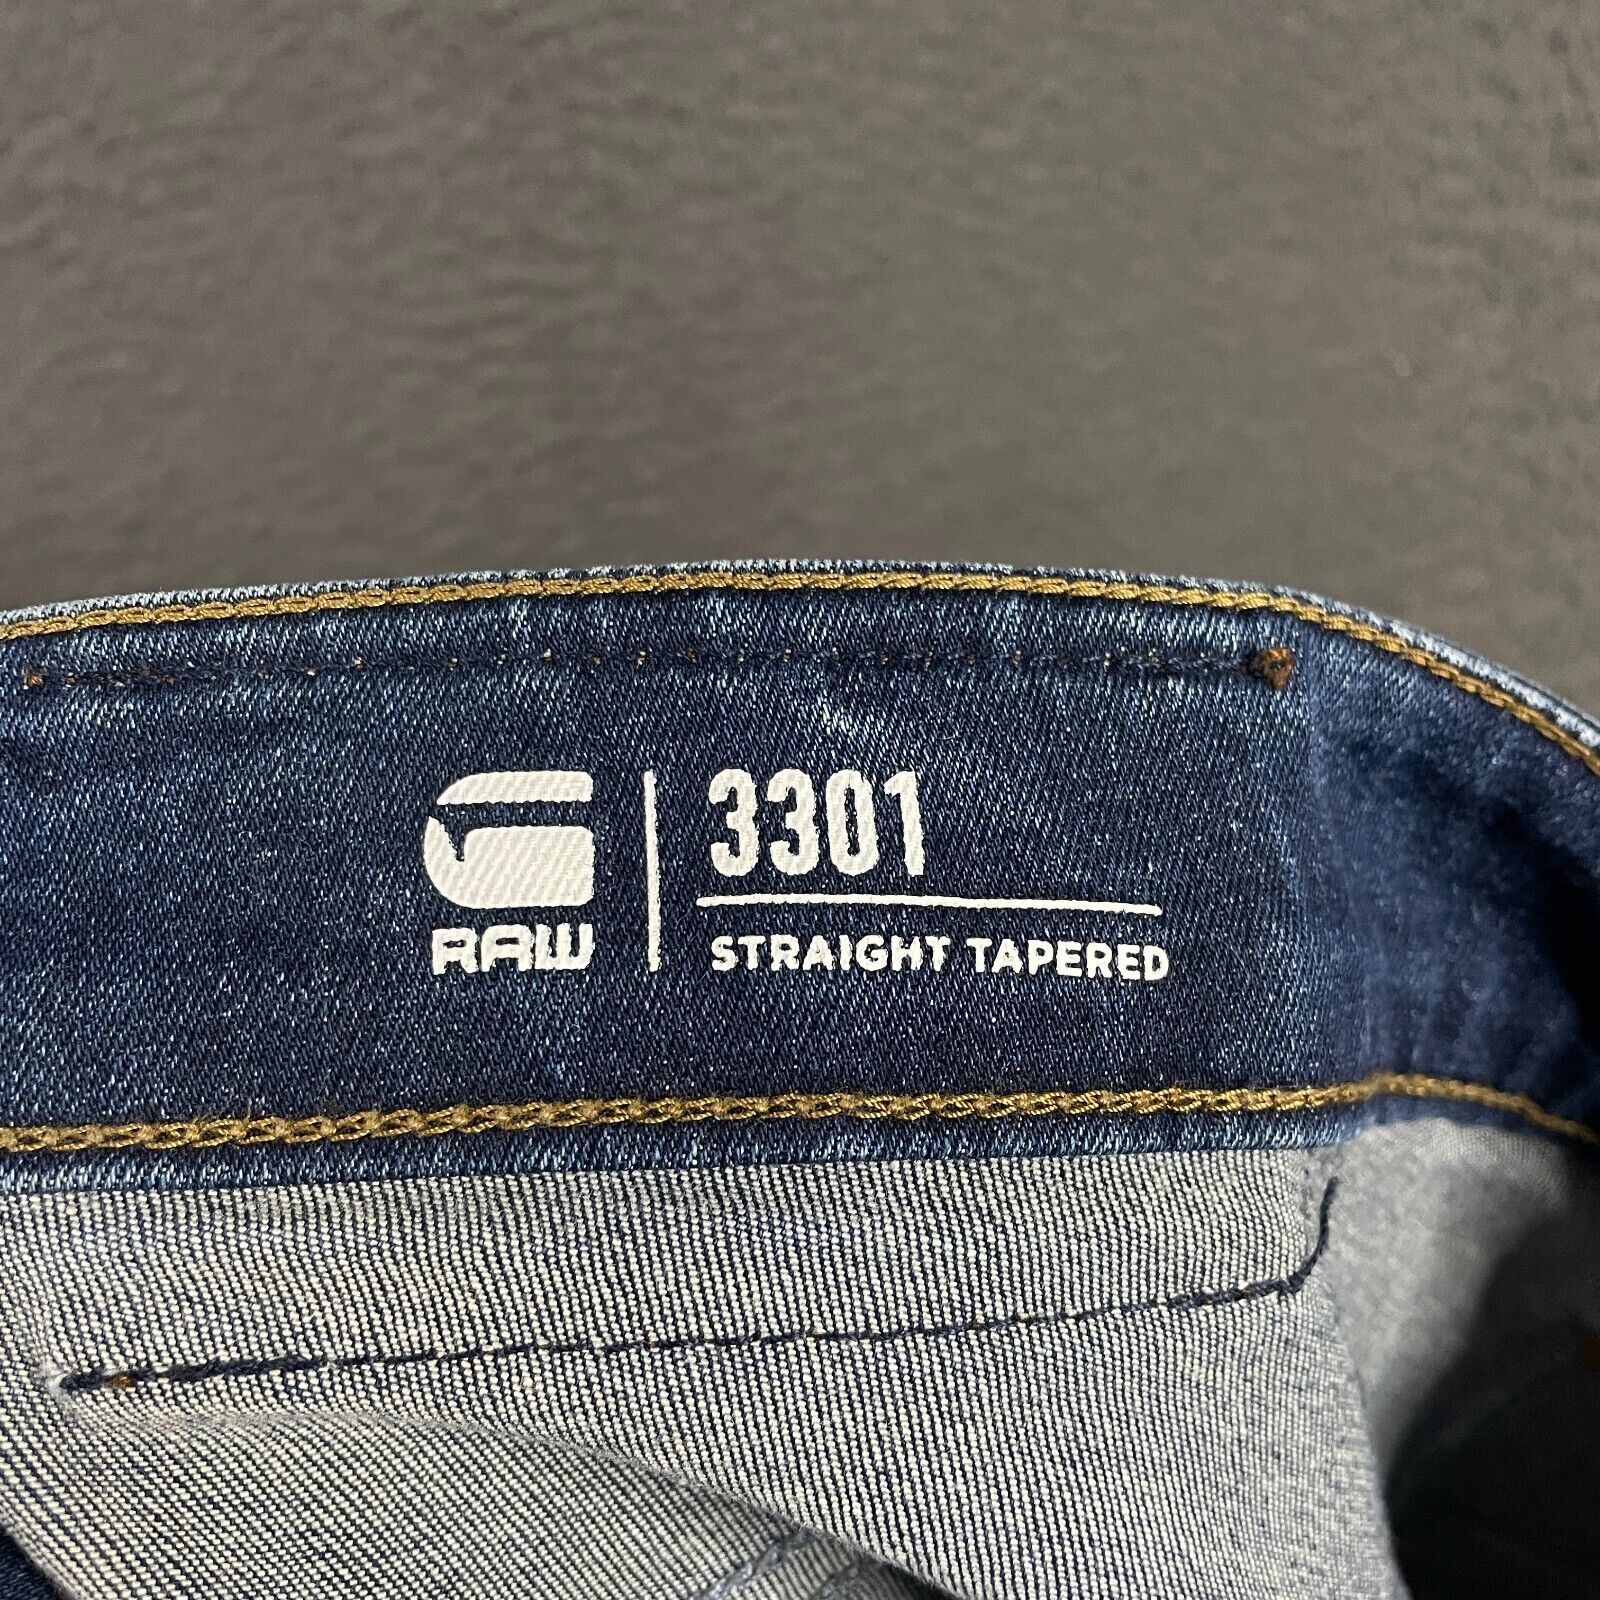 G
RAW
3301
STRAIGHT TAPERED